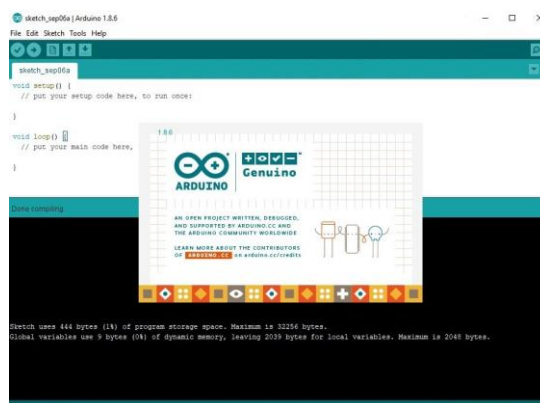 sketch_sep06a | Arduino 1.8.6
File Edit Sketch Tools Help
sketch_sep06a
void setup() {
// put your setup code here, to run once:
}
void loop() {
// put your main code here,
}
1.8.6
ARDUINO
Genuino
AN OPEN PROJECT WRITTEN, DEBUGGED,
AND SUPPORTED BY ARDUINO.CC AND
THE ARDUINO COMMUNITY WORLDWIDE
LEARN MORE ABOUT THE CONTRIBUTORS
OF ARDUINO.CC on arduino.cc/credits
Done compiling
Sketch uses 444 bytes (1%) of program storage space. Maximum is 32256 bytes.
Global variables use 9 bytes (0%) of dynamic memory, leaving 2039 bytes for local variables. Maximum is 2048 bytes.